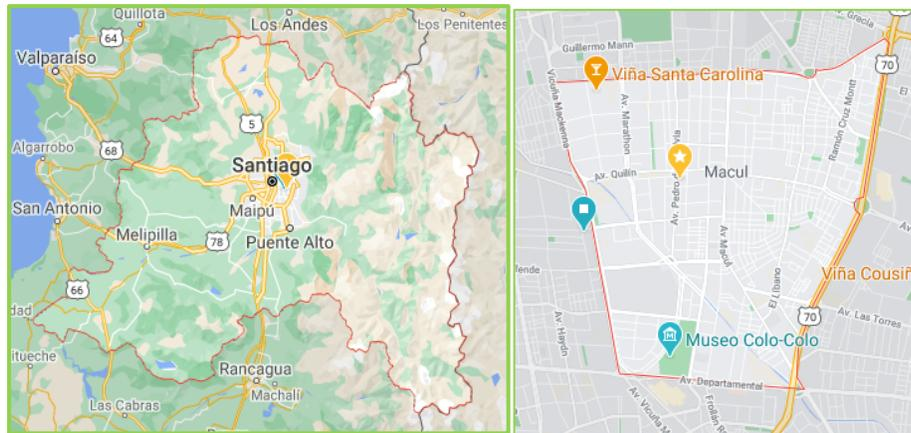 Quillota
Los Andes
Los Penitentes
64
Valparaíso
5
Algarrobo
68
Santiago
San Antonio
Maipú
Melipilla
78
Puente Alto
66
Rancagua
Machalí
Las Cabras
Av. Grecia
Guillermo Mann
70
Viña Santa Carolina
Vicuña Mackenna
Av. Marathon
Ramón Cruz Montt
Av. Quilín
Macul
Av. Pedro
Av. Macul
El Líbano
Viña Cousiñ
70
Av. Las Torres
Av. Haydn
Museo Colo-Colo
Av. Departamental